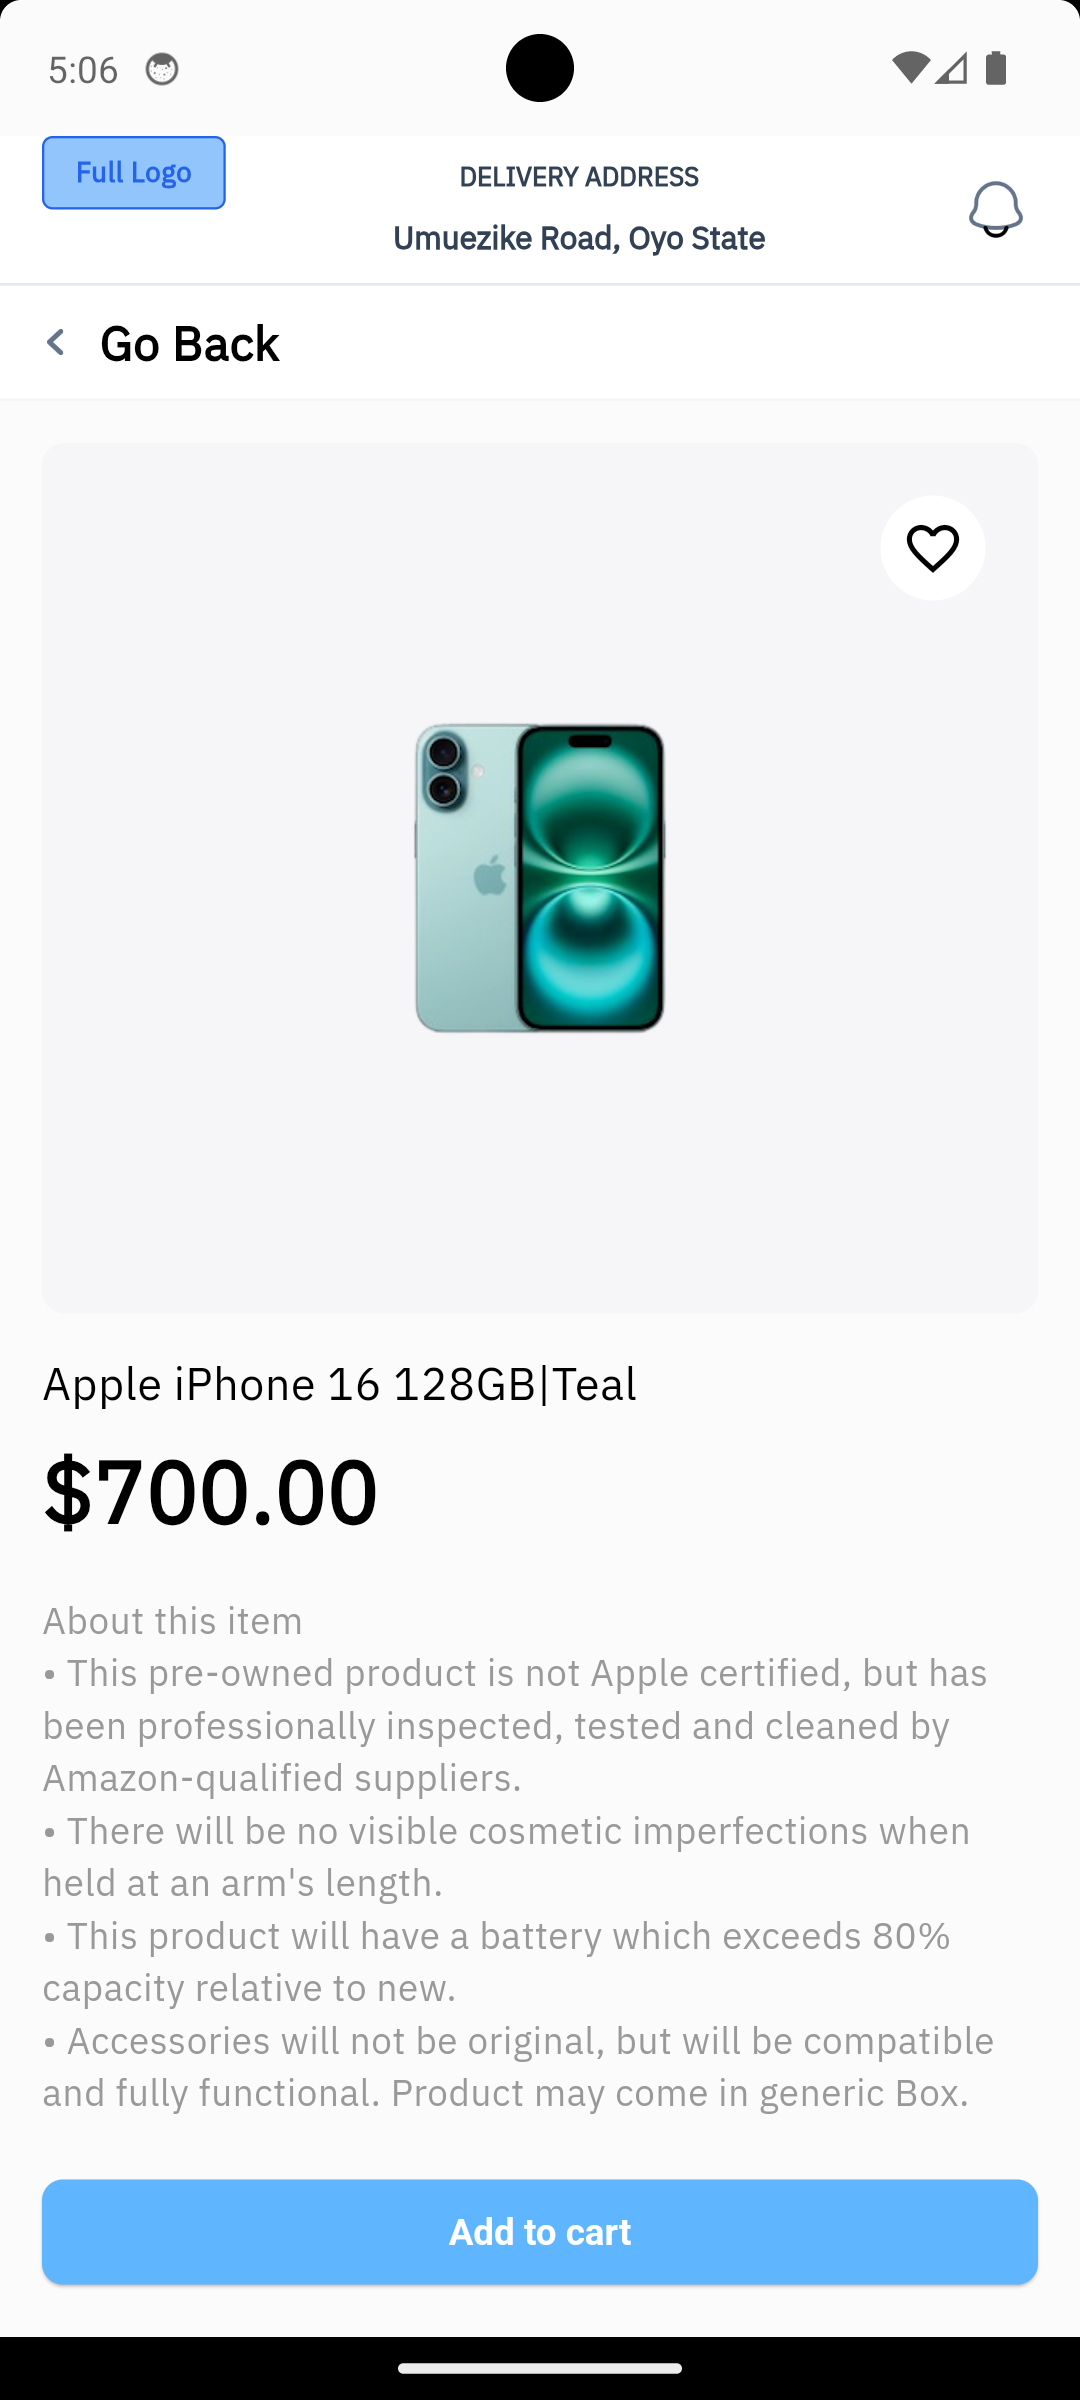 5:06
Full Logo
DELIVERY ADDRESS
Umuezike Road, Oyo State
Go Back
Apple iPhone 16 128GB|Teal
$700.00
About this item
• This pre-owned product is not Apple certified, but has
been professionally inspected, tested and cleaned by
Amazon-qualified suppliers.
• There will be no visible cosmetic imperfections when
held at an arm's length.
• This product will have a battery which exceeds 80%
capacity relative to new.
• Accessories will not be original, but will be compatible
and fully functional. Product may come in generic Box.
Add to cart